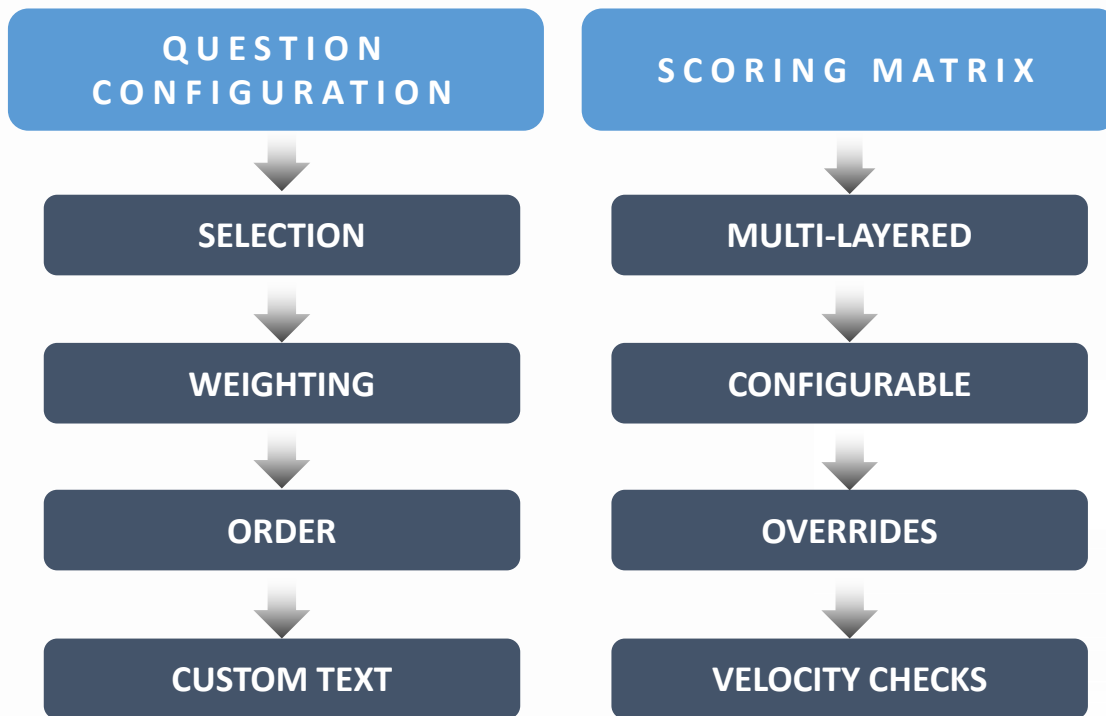 QUESTION
CONFIGURATION
SELECTION
WEIGHTING
ORDER
CUSTOM TEXT
SCORING MATRIX
MULTI-LAYERED
CONFIGURABLE
OVERRIDES
VELOCITY CHECKS